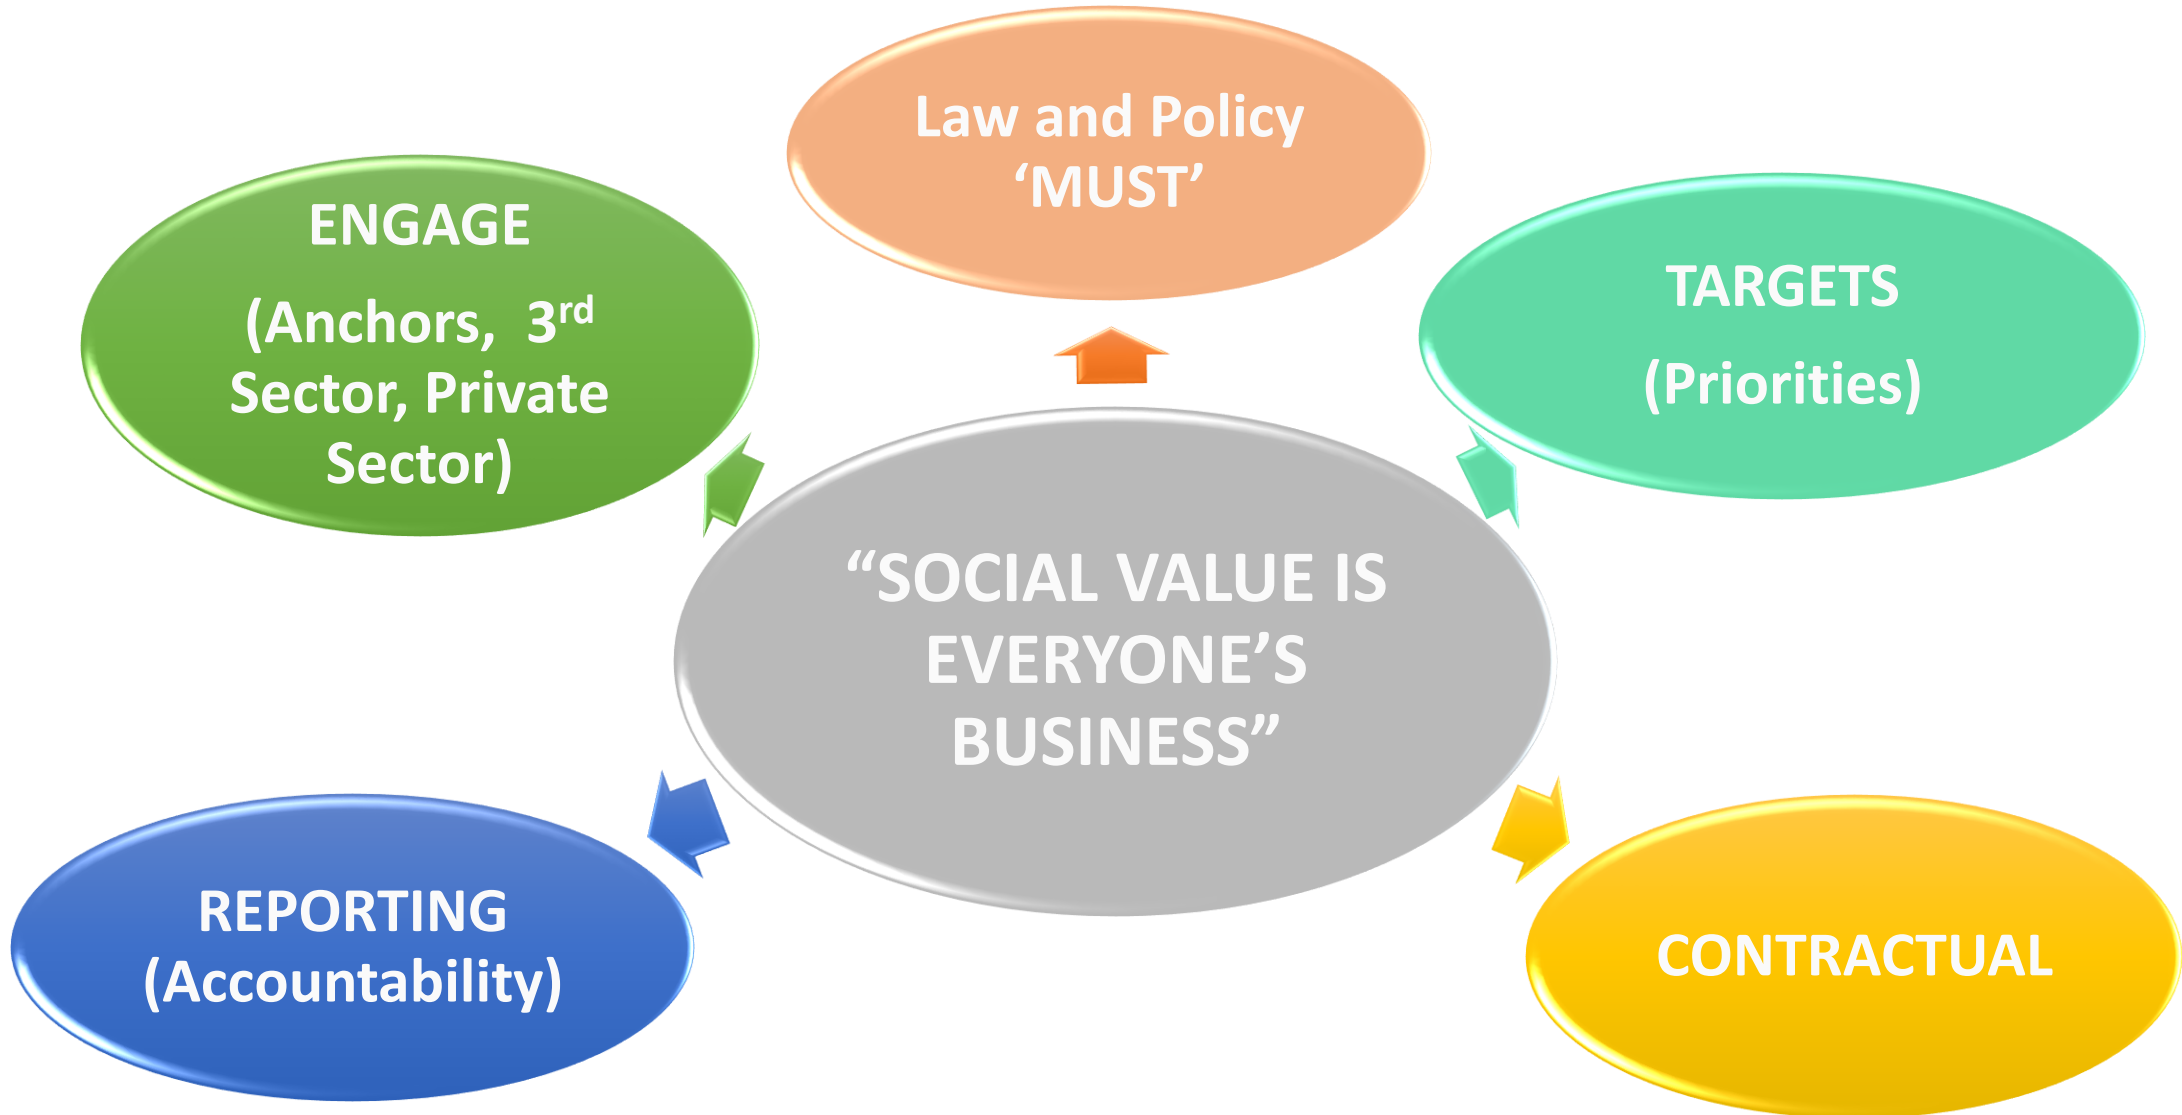 Law and Policy
‘MUST’
ENGAGE
(Anchors,  3rd
Sector, Private
Sector)
TARGETS
(Priorities)
“SOCIAL VALUE IS
EVERYONE’S
BUSINESS”
REPORTING
(Accountability)
CONTRACTUAL